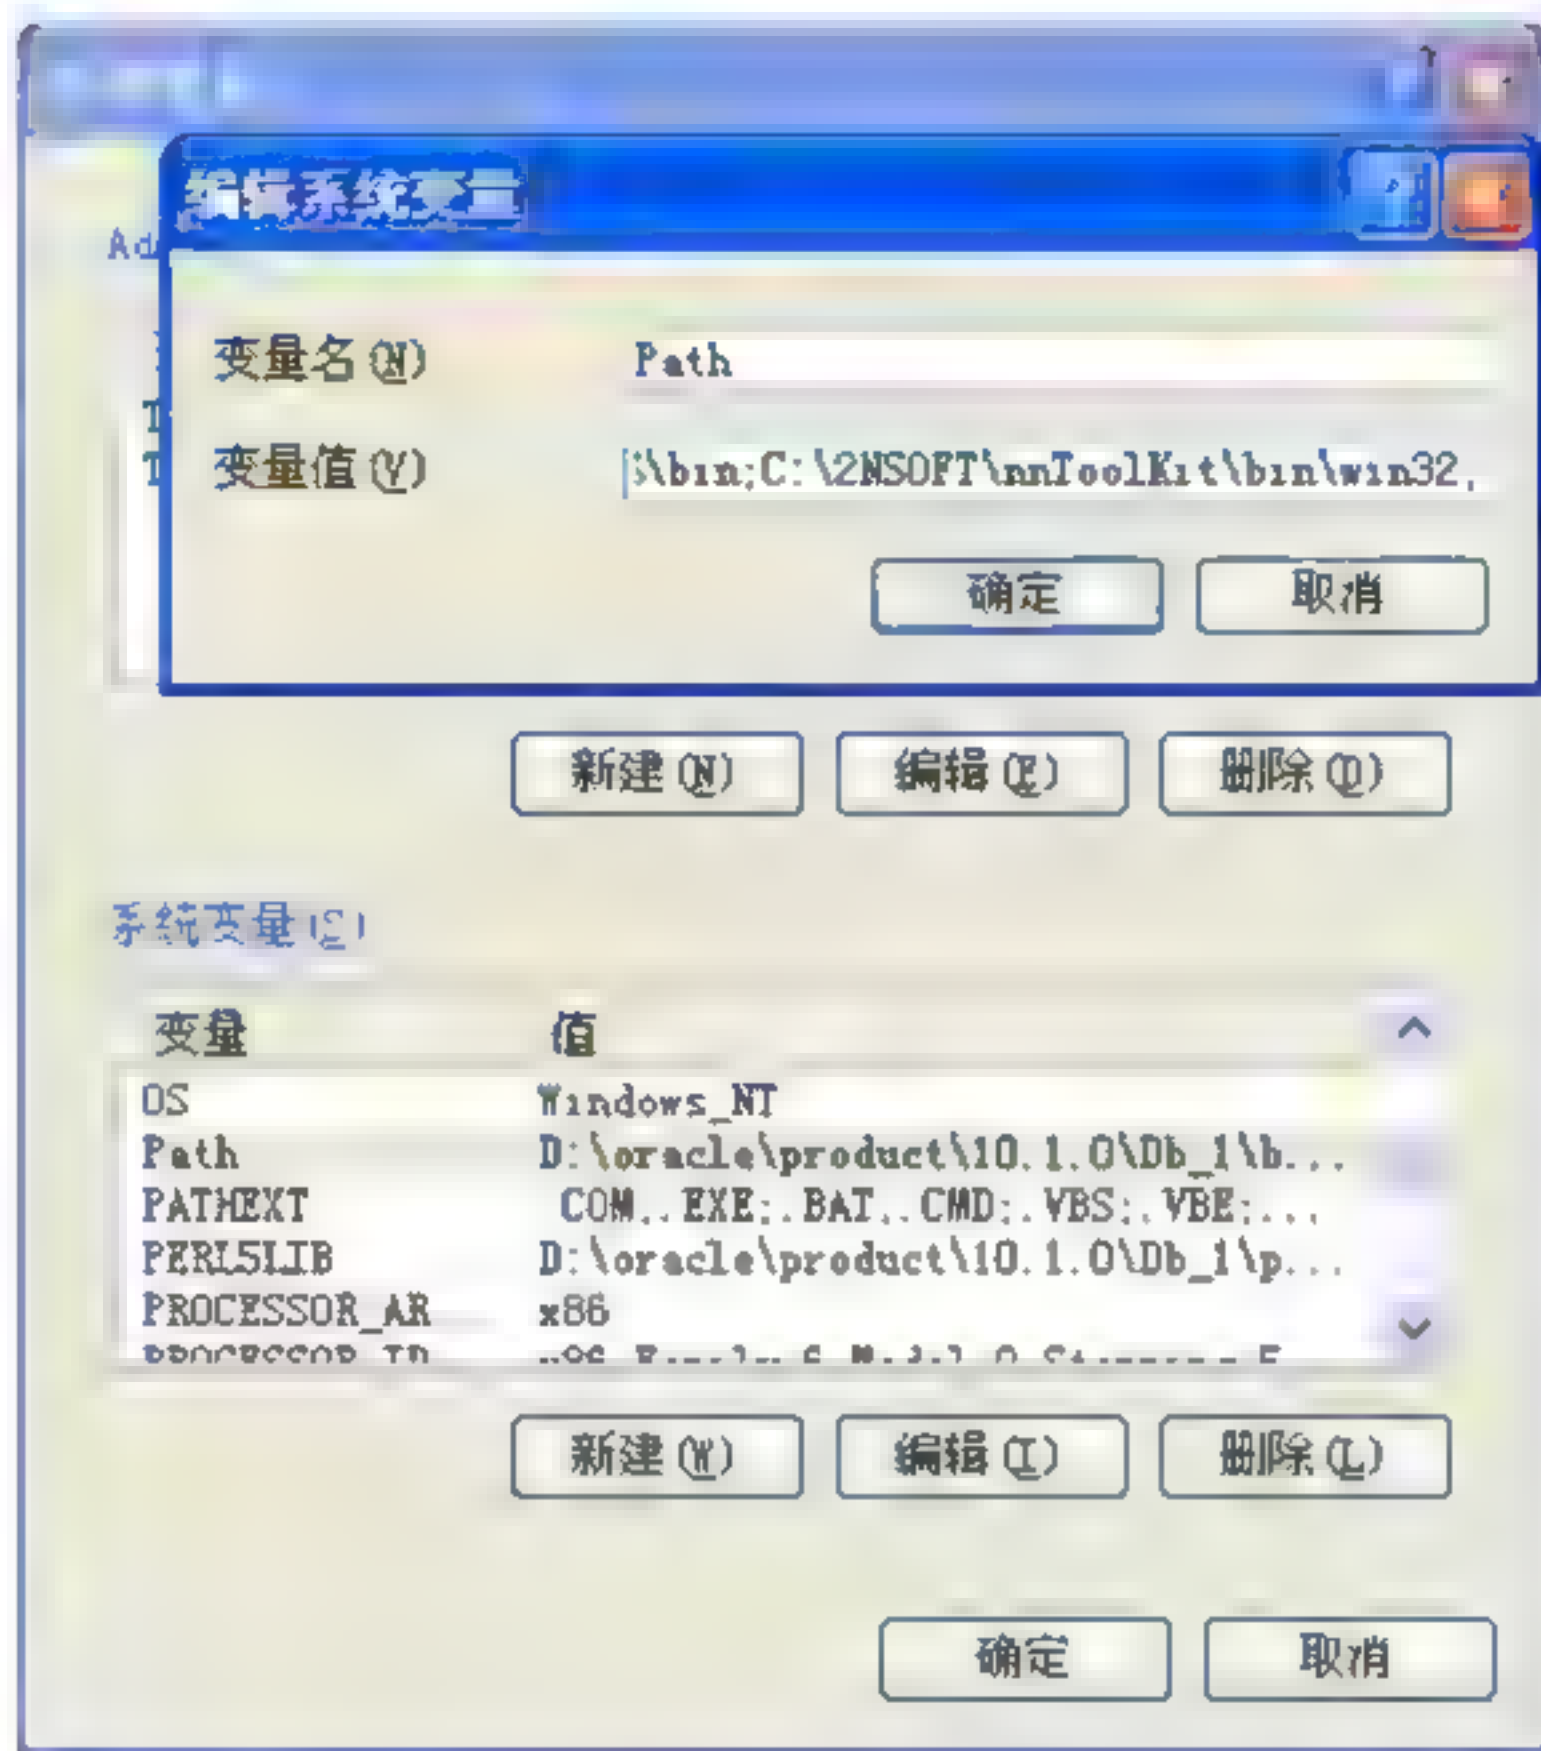 编辑系统变量
Ad
变量名(N)
Path
变量值(V)
\bin;C:\2NSOFT\nnToolKit\bin\win32,
确定
取消
新建(N)
编辑(E)
删除(D)
系统变量(S)
变量
值
OS
Windows_NT
Path
D:\oracle\product\10.1.0\Db_1\b...
PATHEXT
COM;.EXE;.BAT;.CMD;.VBS;.VBE;...
PERL5LIB
D:\oracle\product\10.1.0\Db_1\p...
PROCESSOR_AR
x86
PROCESSOR_ID
新建(W)
编辑(I)
删除(L)
确定
取消